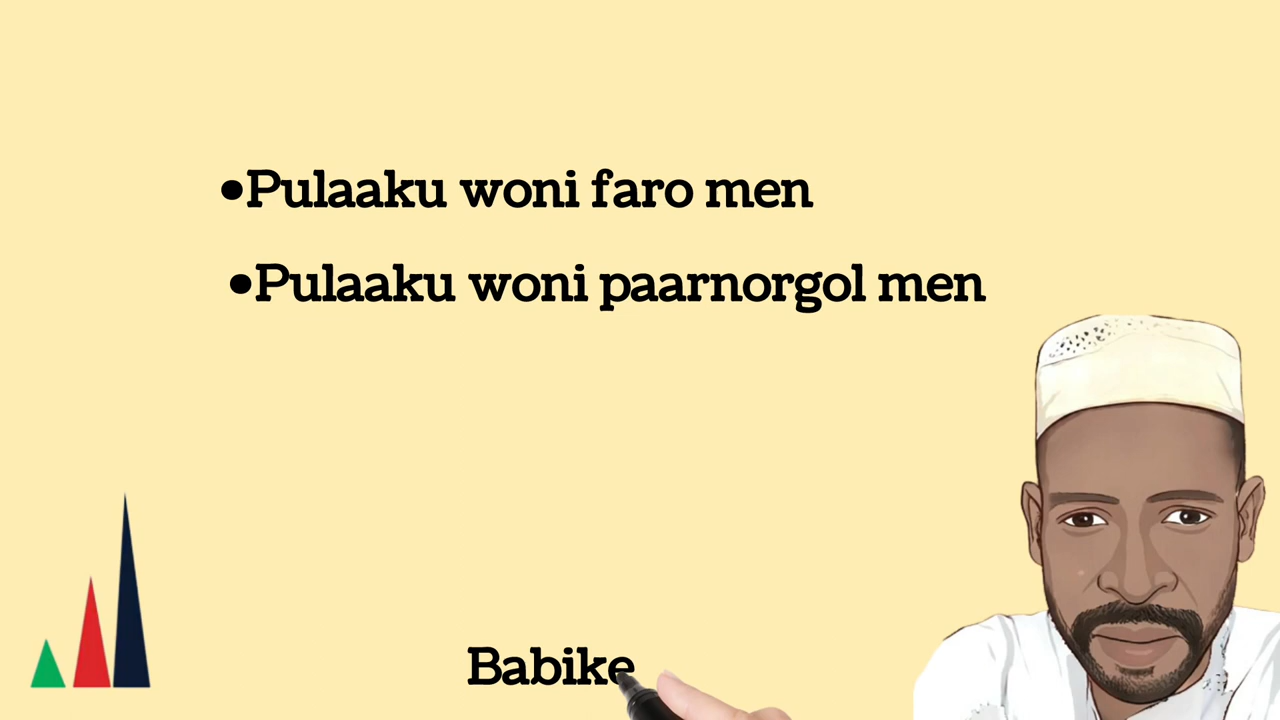 •Pulaaku woni faro men
•Pulaaku woni paarnorgol men
Babike